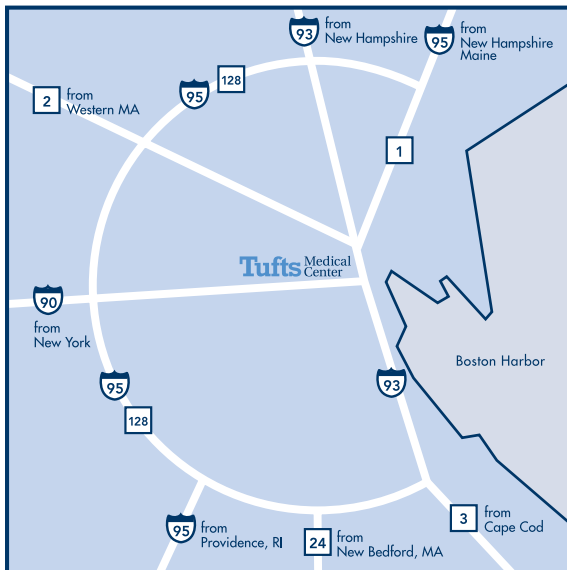 93
from
New Hampshire
95
from
New Hampshire
Maine
2
from
Western MA
95
128
1
Tufts Medical
Center
90
from
New York
Boston Harbor
95
128
93
95
from
Providence, RI
24
from
New Bedford, MA
3
from
Cape Cod